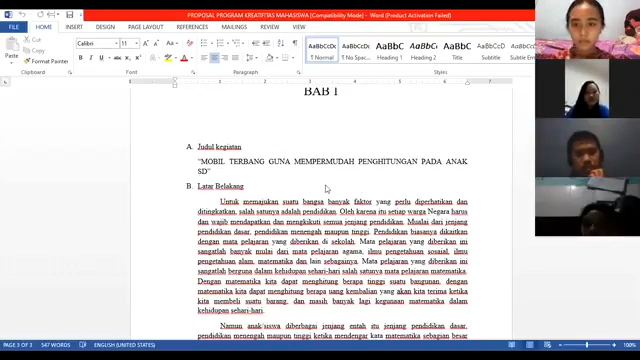 PROPOSAL PROGRAM KREATIFITAS MAHASISWA [Compatibility Mode] - Word (Product Activation Failed)
FILE HOME INSERT DESIGN PAGE LAYOUT REFERENCES MAILINGS REVIEW VIEW
Cut
Copy
Format Painter
Paste
Clipboard
Calibri 11
Font
Paragraph
AaBbCcDc AaBbCcDc AaBbC AaBbCc AaBbC AaBbCcD AaBbCcDc
¶ Normal ¶ No Spac... Heading 1 Heading 2 Title Subtitle Subtle Em
Styles
BAB I
A. Judul kegiatan
"MOBIL TERBANG GUNA MEMPERMUDAH PENGHITUNGAN PADA ANAK
SD"
B. Latar Belakang
Untuk memajukan suatu bangsa banyak faktor yang perlu diperhatikan dan
ditingkatkan, salah satunya adalah pendidikan. Oleh karena itu setiap warga Negara harus
dan wajib mendapatkan dan mengkikuti semua jenjang pendidikan. Mualai dari jenjang
pendidikan dasar, pendidikan menengah maupun tinggi. Pendidikan biasanya dikaitkan
dengan mata pelajaran yang diberikan di sekolah. Mata pelajaran yang diberikan ini
sangatlah banyak mulai dari mata pelajaran agama, ilmu pengetahuan sosaial, ilmu
pengetahuan alam, matematika dan lain sebagainya. Mata pelajaran yang diberikan ini
sangatlah berguna dalam kehidupan sehari-hari salah satunya mata pelajaran matematika.
Dengan matematika kita dapat menghitung berapa tinggi suatu bangunan, dengan
matematika kita dapat menghitung berapa uang kembalian yang akan kita terima ketika
kita membeli suatu barang, dan masih banyak lagi kegunaan matematika dalam
kehidupan sehari-hari.
Namun anak/siswa diberbagai jenjang entah itu jenjang pendidikan dasar,
pendidikan maupun tinggi ketika mendengar kata matematika sebagian besar
PAGE 3 OF 3 547 WORDS ENGLISH (UNITED STATES) 100%